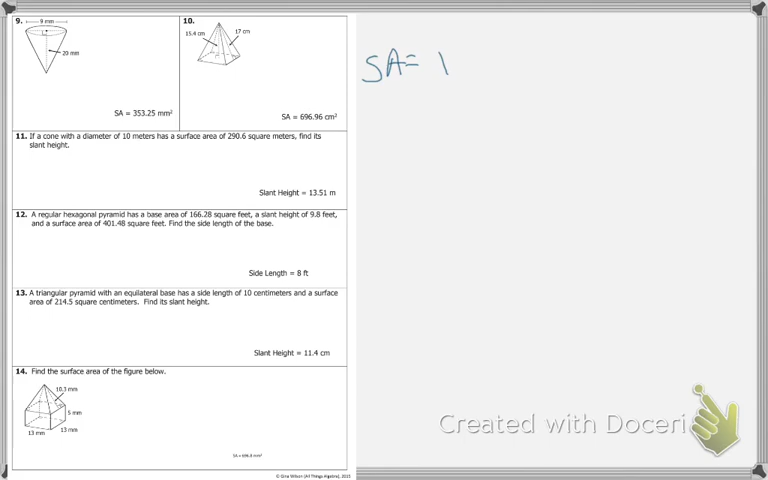 9.
9 mm
20 mm
SA = 353.25 mm²
10.
15.4 cm
17 cm
SA = 696.96 cm²
11. If a cone with a diameter of 10 meters has a surface area of 290.6 square meters, find its
slant height.
Slant Height = 13.51 m
12. A regular hexagonal pyramid has a base area of 166.28 square feet, a slant height of 9.8 feet,
and a surface area of 401.48 square feet. Find the side length of the base.
Side Length = 8 ft
13. A triangular pyramid with an equilateral base has a side length of 10 centimeters and a surface
area of 214.5 square centimeters. Find its slant height.
Slant Height = 11.4 cm
14. Find the surface area of the figure below.
10.3 mm
5 mm
13 mm
13 mm
© Gina Wilson (All Things Algebra), 2015
SA=
Created with Doceri